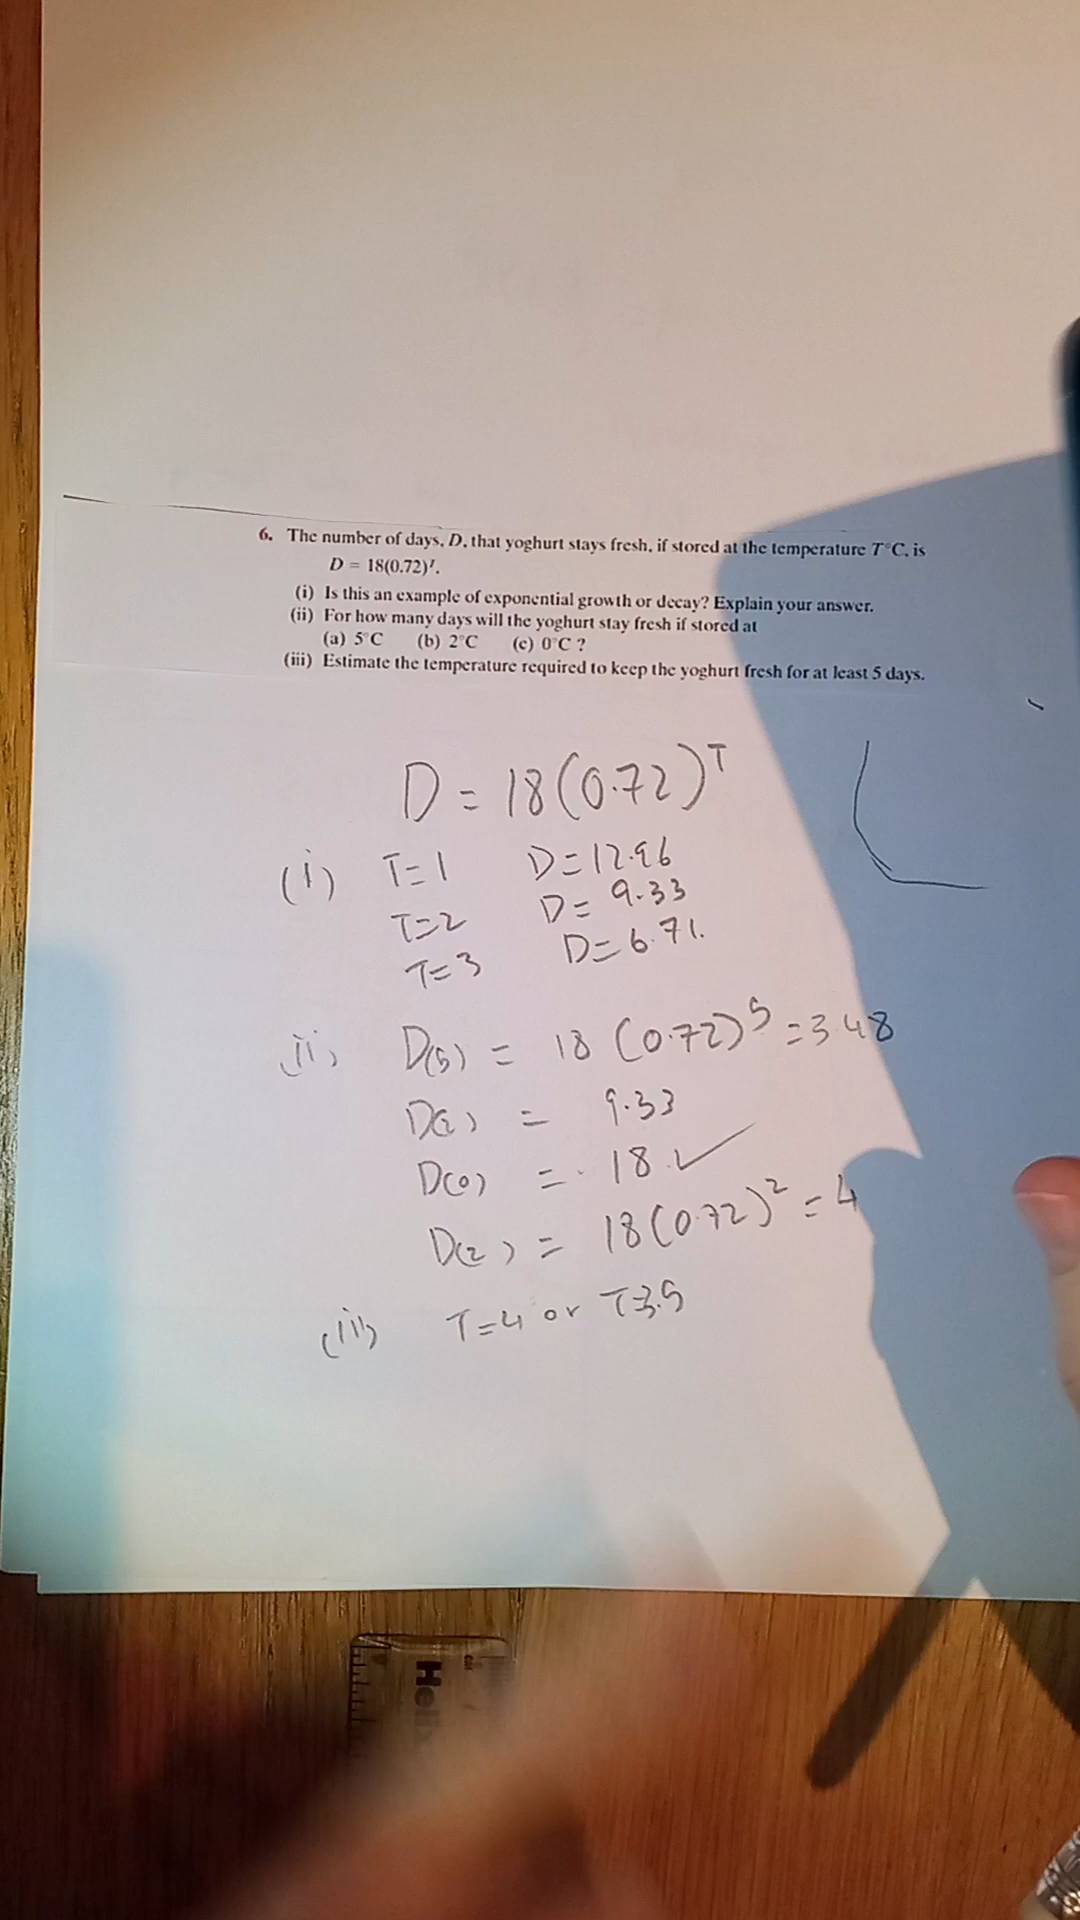 6. The number of days, D, that yoghurt stays fresh, if stored at the temperature T°C, is
D = 18(0.72)ᵀ.
(i) Is this an example of exponential growth or decay? Explain your answer.
(ii) For how many days will the yoghurt stay fresh if stored at
(a) 5°C (b) 2°C (c) 0°C ?
(iii) Estimate the temperature required to keep the yoghurt fresh for at least 5 days.
D = 18(0.72)ᵀ
(i) T=1 D=12.96
T=2 D= 9.33
T=3 D=6.71.
ii) D(5) = 18 (0.72)⁵ =3.48
D(2) = 9.33
D(0) = 18 ✓
D(2) = 18(0.72)² = 4
(iii) T=4 or T=3.5